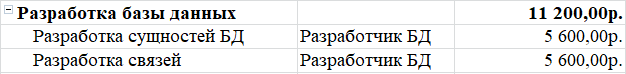 Разработка базы данных 11 200,00р.
Разработка сущностей БД Разработчик БД 5 600,00р.
Разработка связей Разработчик БД 5 600,00р.